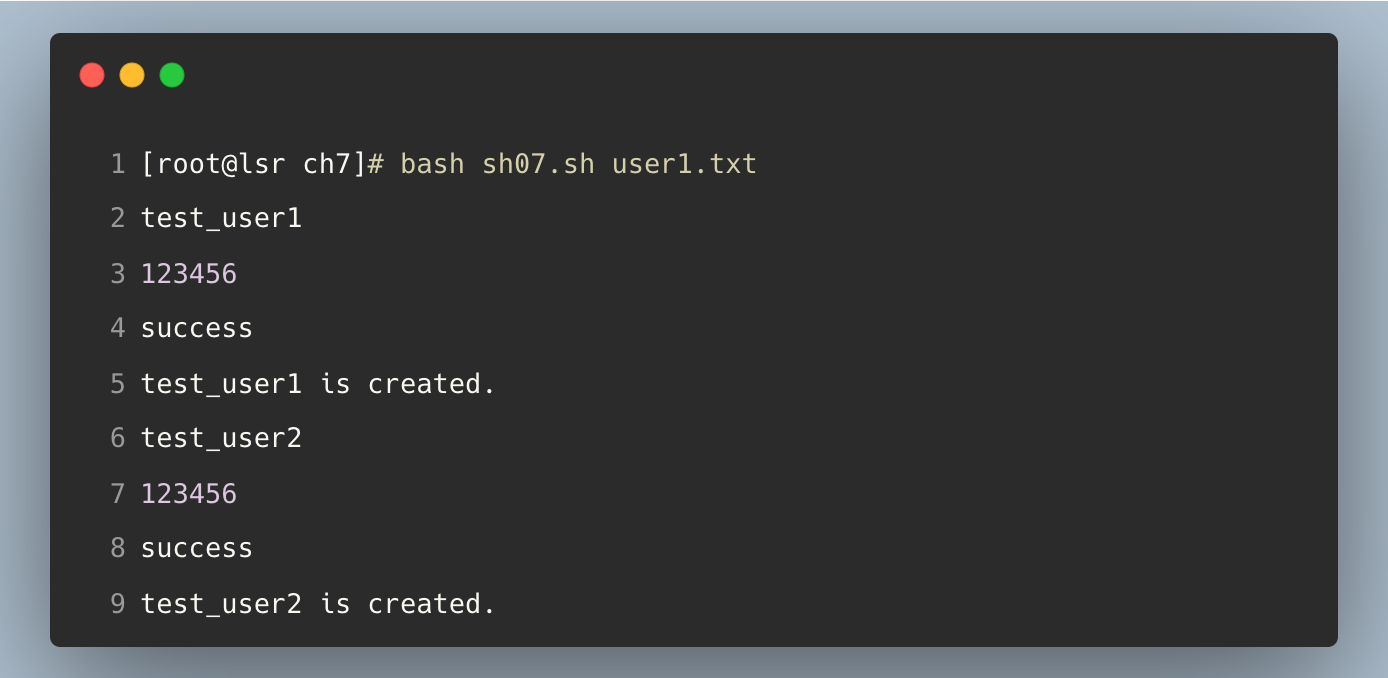 1 [root@lsr ch7]# bash sh07.sh user1.txt
2 test_user1
3 123456
4 success
5 test_user1 is created.
6 test_user2
7 123456
8 success
9 test_user2 is created.